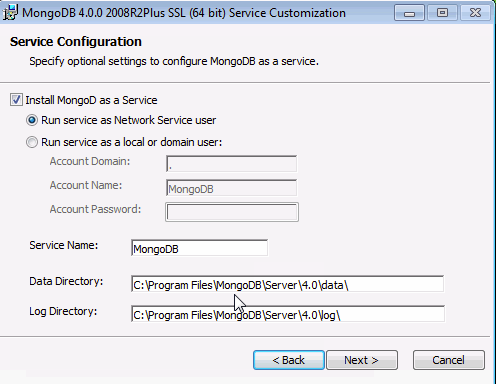 MongoDB 4.0.0 2008R2Plus SSL (64 bit) Service Customization
Service Configuration
Specify optional settings to configure MongoDB as a service.
Install MongoD as a Service
Run service as Network Service user
Run service as a local or domain user:
Account Domain: .
Account Name: MongoDB
Account Password:
Service Name: MongoDB
Data Directory: C:\Program Files\MongoDB\Server\4.0\data\
Log Directory: C:\Program Files\MongoDB\Server\4.0\log\
< Back Next > Cancel